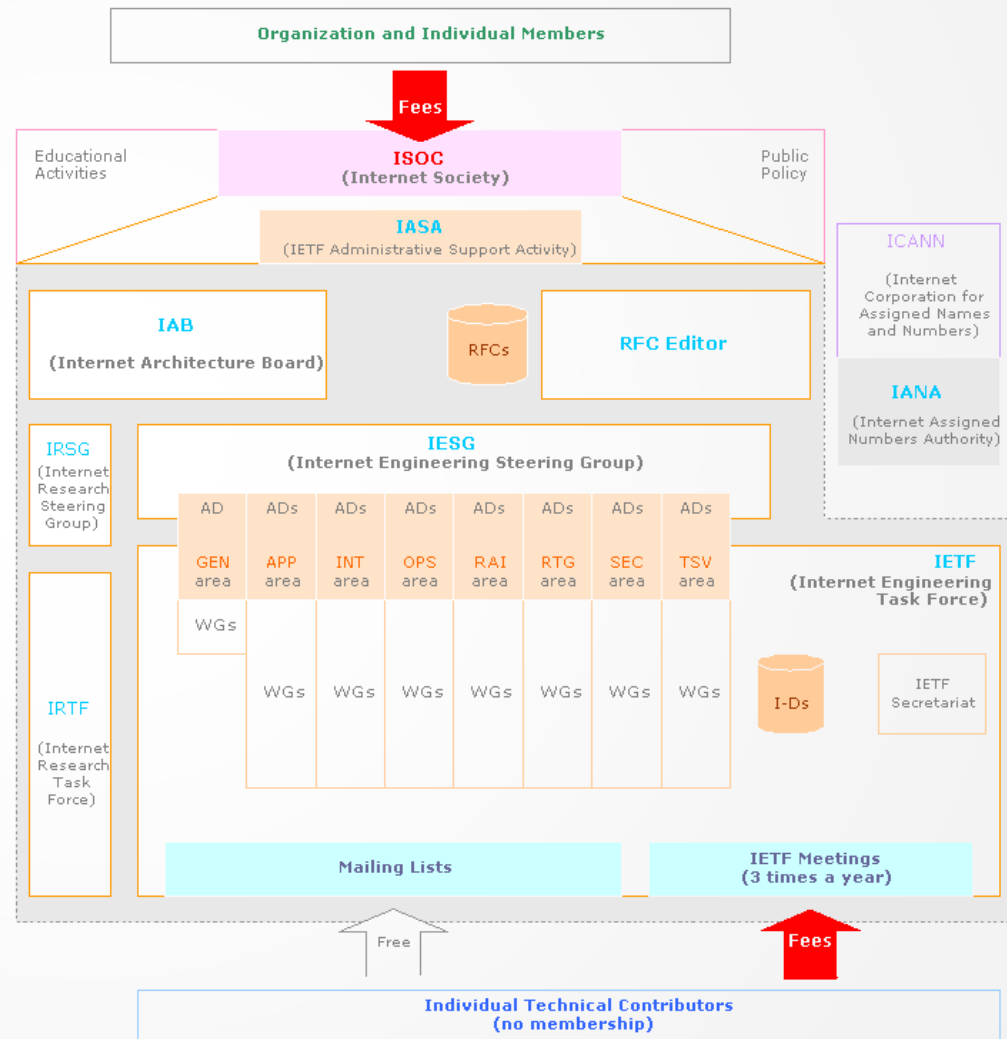 Organization and Individual Members
Fees
Educational
Activities
ISOC
(Internet Society)
Public
Policy
IASA
(IETF Administrative Support Activity)
ICANN
(Internet
Corporation for
Assigned Names
and Numbers)
IAB
(Internet Architecture Board)
RFCs
RFC Editor
IANA
(Internet Assigned
Numbers Authority)
IRSG
(Internet
Research
Steering
Group)
IESG
(Internet Engineering Steering Group)
AD ADs ADs ADs ADs ADs ADs ADs
GEN APP INT OPS RAI RTG SEC TSV
area area area area area area area area
IETF
(Internet Engineering
Task Force)
WGs
WGs WGs WGs WGs WGs WGs WGs
I-Ds
IETF
Secretariat
IRTF
(Internet
Research
Task
Force)
Mailing Lists
IETF Meetings
(3 times a year)
Free
Fees
Individual Technical Contributors
(no membership)